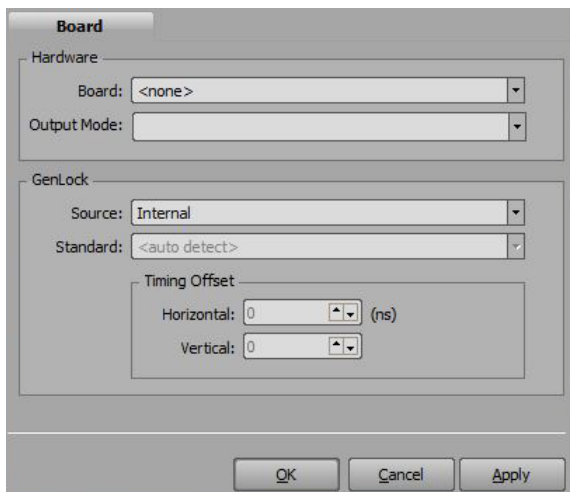 Board
Hardware
Board: <none>
Output Mode:
GenLock
Source: Internal
Standard: <auto detect>
Timing Offset
Horizontal: 0 (ns)
Vertical: 0
OK Cancel Apply